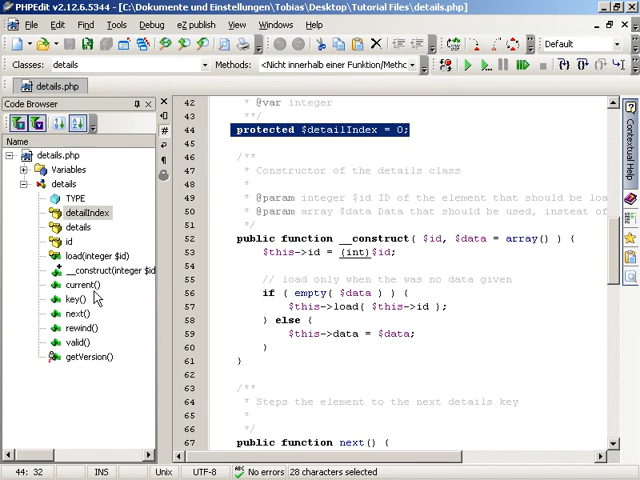 PHPEdit v2.12.6.5344 - [C:\Dokumente und Einstellungen\Tobias\Desktop\Tutorial Files\details.php]
File Edit Tools Debug eZ publish View Windows Help
Default
Classes: details Methods: <Nicht innerhalb einer Funktion/Metho
details.php
Code Browser
Name
details.php
Variables
details
TYPE
detailIndex
details
id
load(integer $id)
__construct(integer $id
current()
key()
next()
rewind()
valid()
getVersion()
42 * @var integer
43 **/
44 protected $detailIndex = 0;
45
46 /**
47 * Constructor of the details class
48 *
49 * @param integer $id ID of the element that should be loa
50 * @param array $data Data that should be used, insteat of
51 */
52 public function __construct( $id, $data = array() ) {
53 $this->id = (int)$id;
54
55 // load only when the was no data given
56 if ( empty( $data ) ) {
57 $this->load( $this->id );
58 } else {
59 $this->data = $data;
60 }
61 }
62
63 /**
64 * Steps the element to the next details key
65 *
66 **/
67 public function next() {
Contextual Help
44: 32 INS Unix UTF-8 No errors 28 characters selected